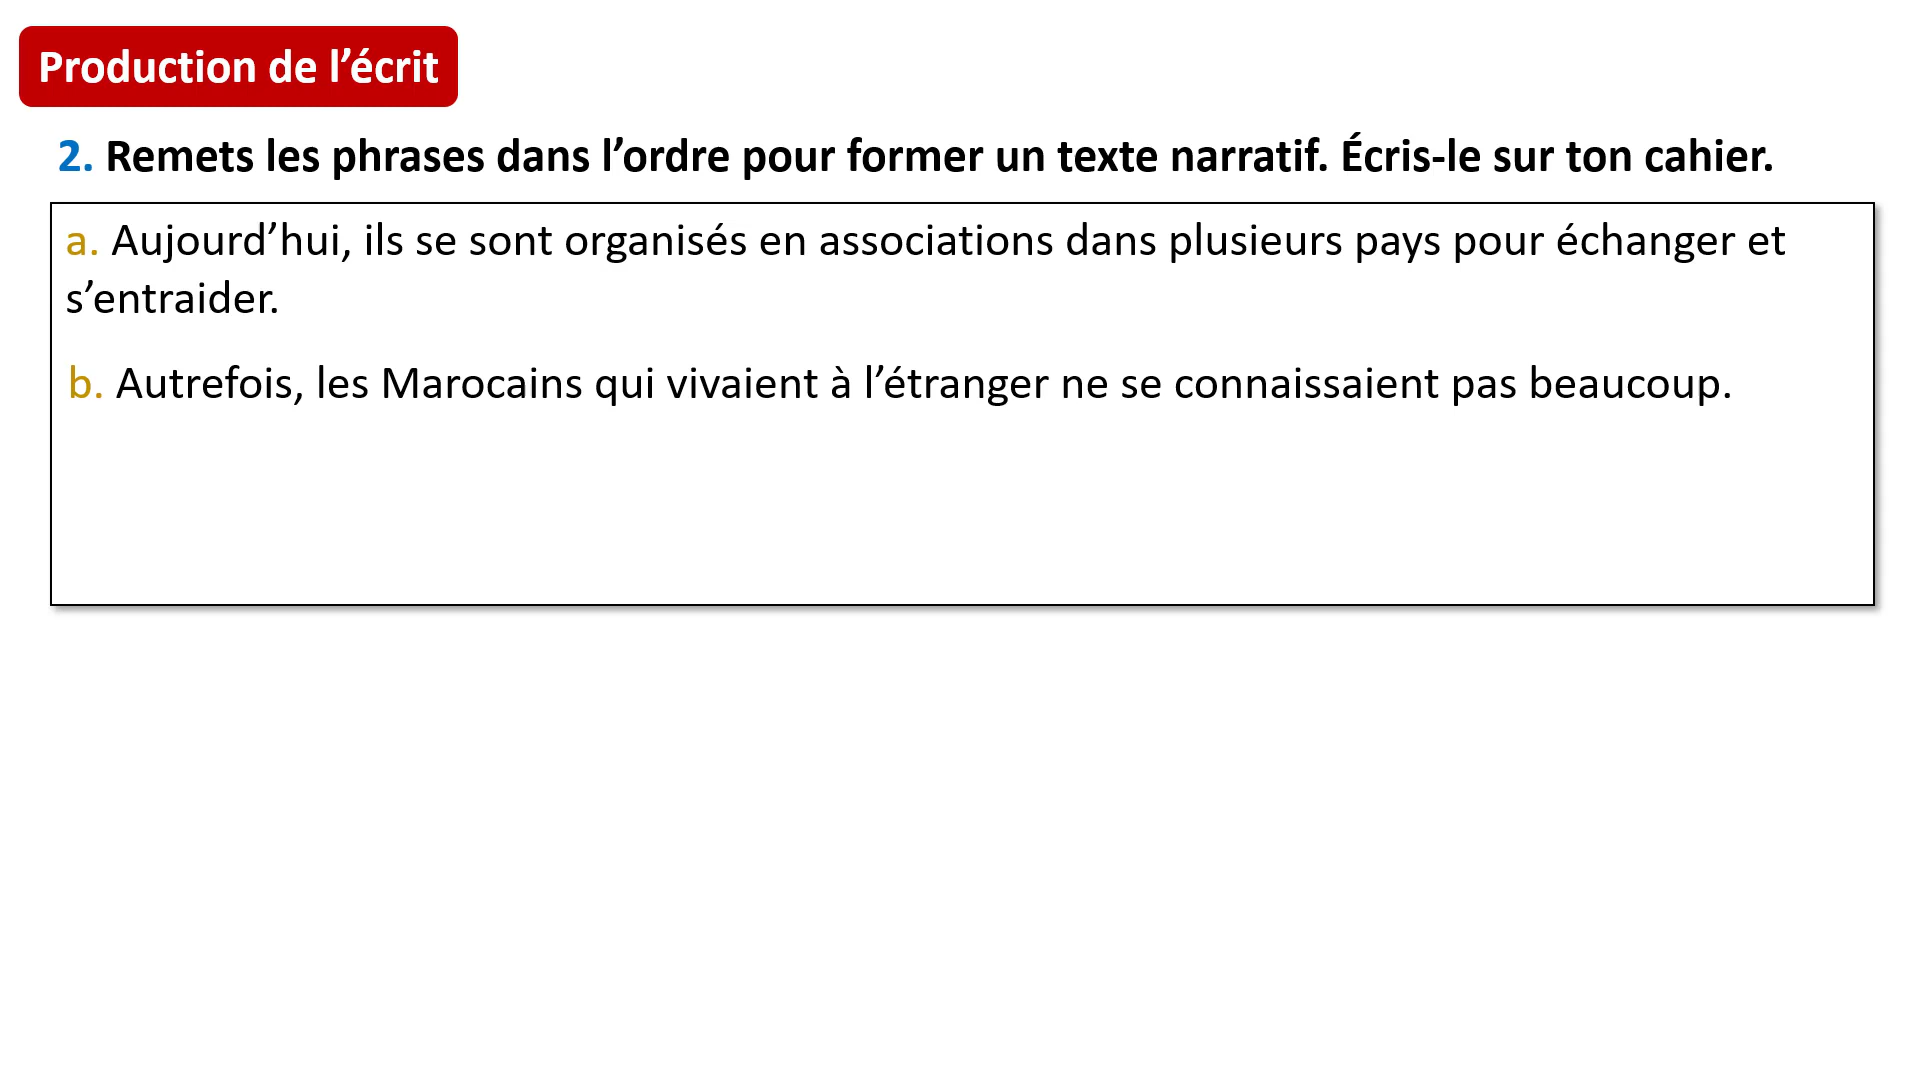 Production de l’écrit
2. Remets les phrases dans l’ordre pour former un texte narratif. Écris-le sur ton cahier.
a. Aujourd’hui, ils se sont organisés en associations dans plusieurs pays pour échanger et
s’entraider.
b. Autrefois, les Marocains qui vivaient à l’étranger ne se connaissaient pas beaucoup.